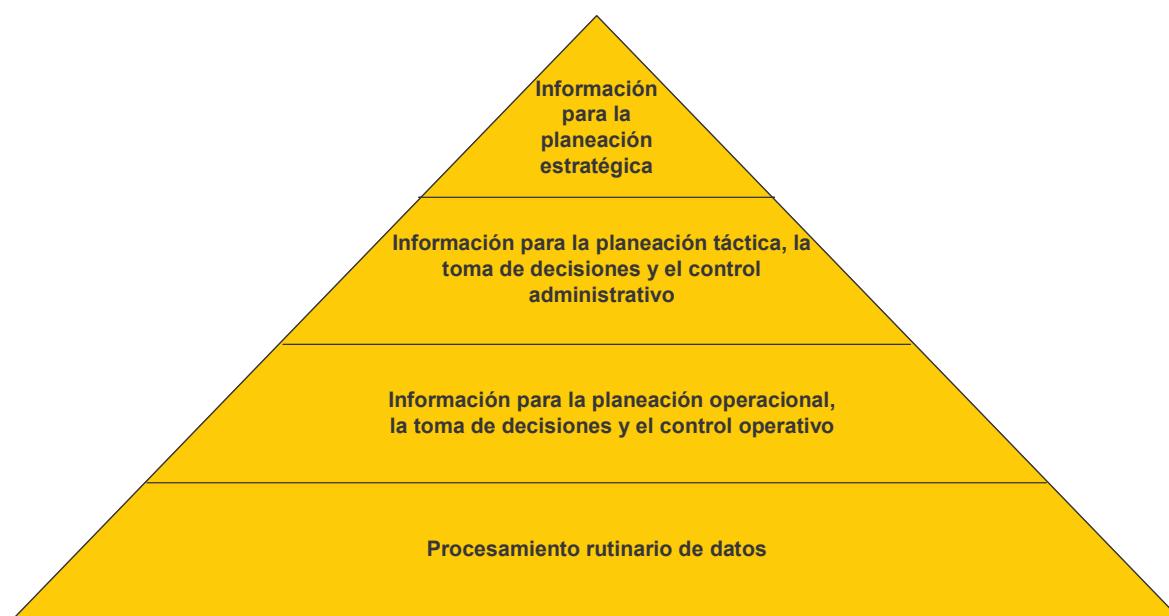 Información
para la
planeación
estratégica
Información para la planeación táctica, la
toma de decisiones y el control
administrativo
Información para la planeación operacional,
la toma de decisiones y el control operativo
Procesamiento rutinario de datos